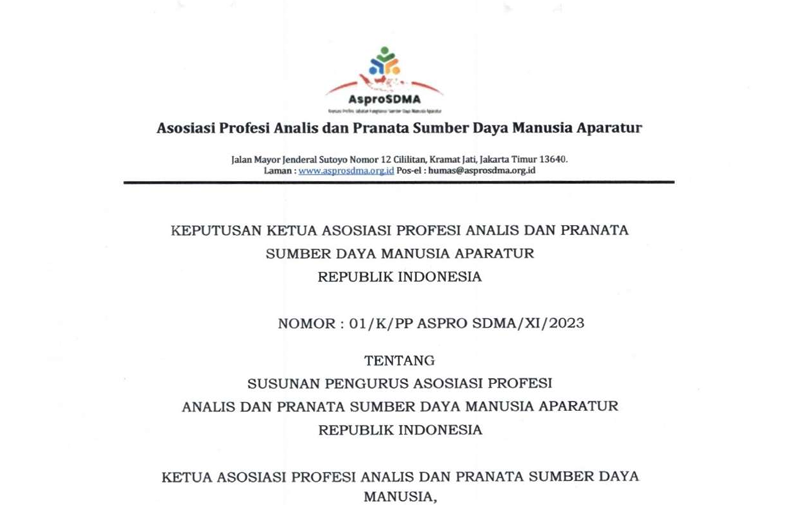 AsproSDMA
Asosiasi Profesi Analis dan Pranata Sumber Daya Manusia Aparatur
Jalan Mayor Jenderal Sutoyo Nomor 12 Cililitan, Kramat Jati, Jakarta Timur 13640.
Laman : www.asprosdma.org.id Pos-el : humas@asprosdma.org.id
KEPUTUSAN KETUA ASOSIASI PROFESI ANALIS DAN PRANATA
SUMBER DAYA MANUSIA APARATUR
REPUBLIK INDONESIA
NOMOR : 01/K/PP ASPRO SDMA/XI/2023
TENTANG
SUSUNAN PENGURUS ASOSIASI PROFESI
ANALIS DAN PRANATA SUMBER DAYA MANUSIA APARATUR
REPUBLIK INDONESIA
KETUA ASOSIASI PROFESI ANALIS DAN PRANATA SUMBER DAYA
MANUSIA,